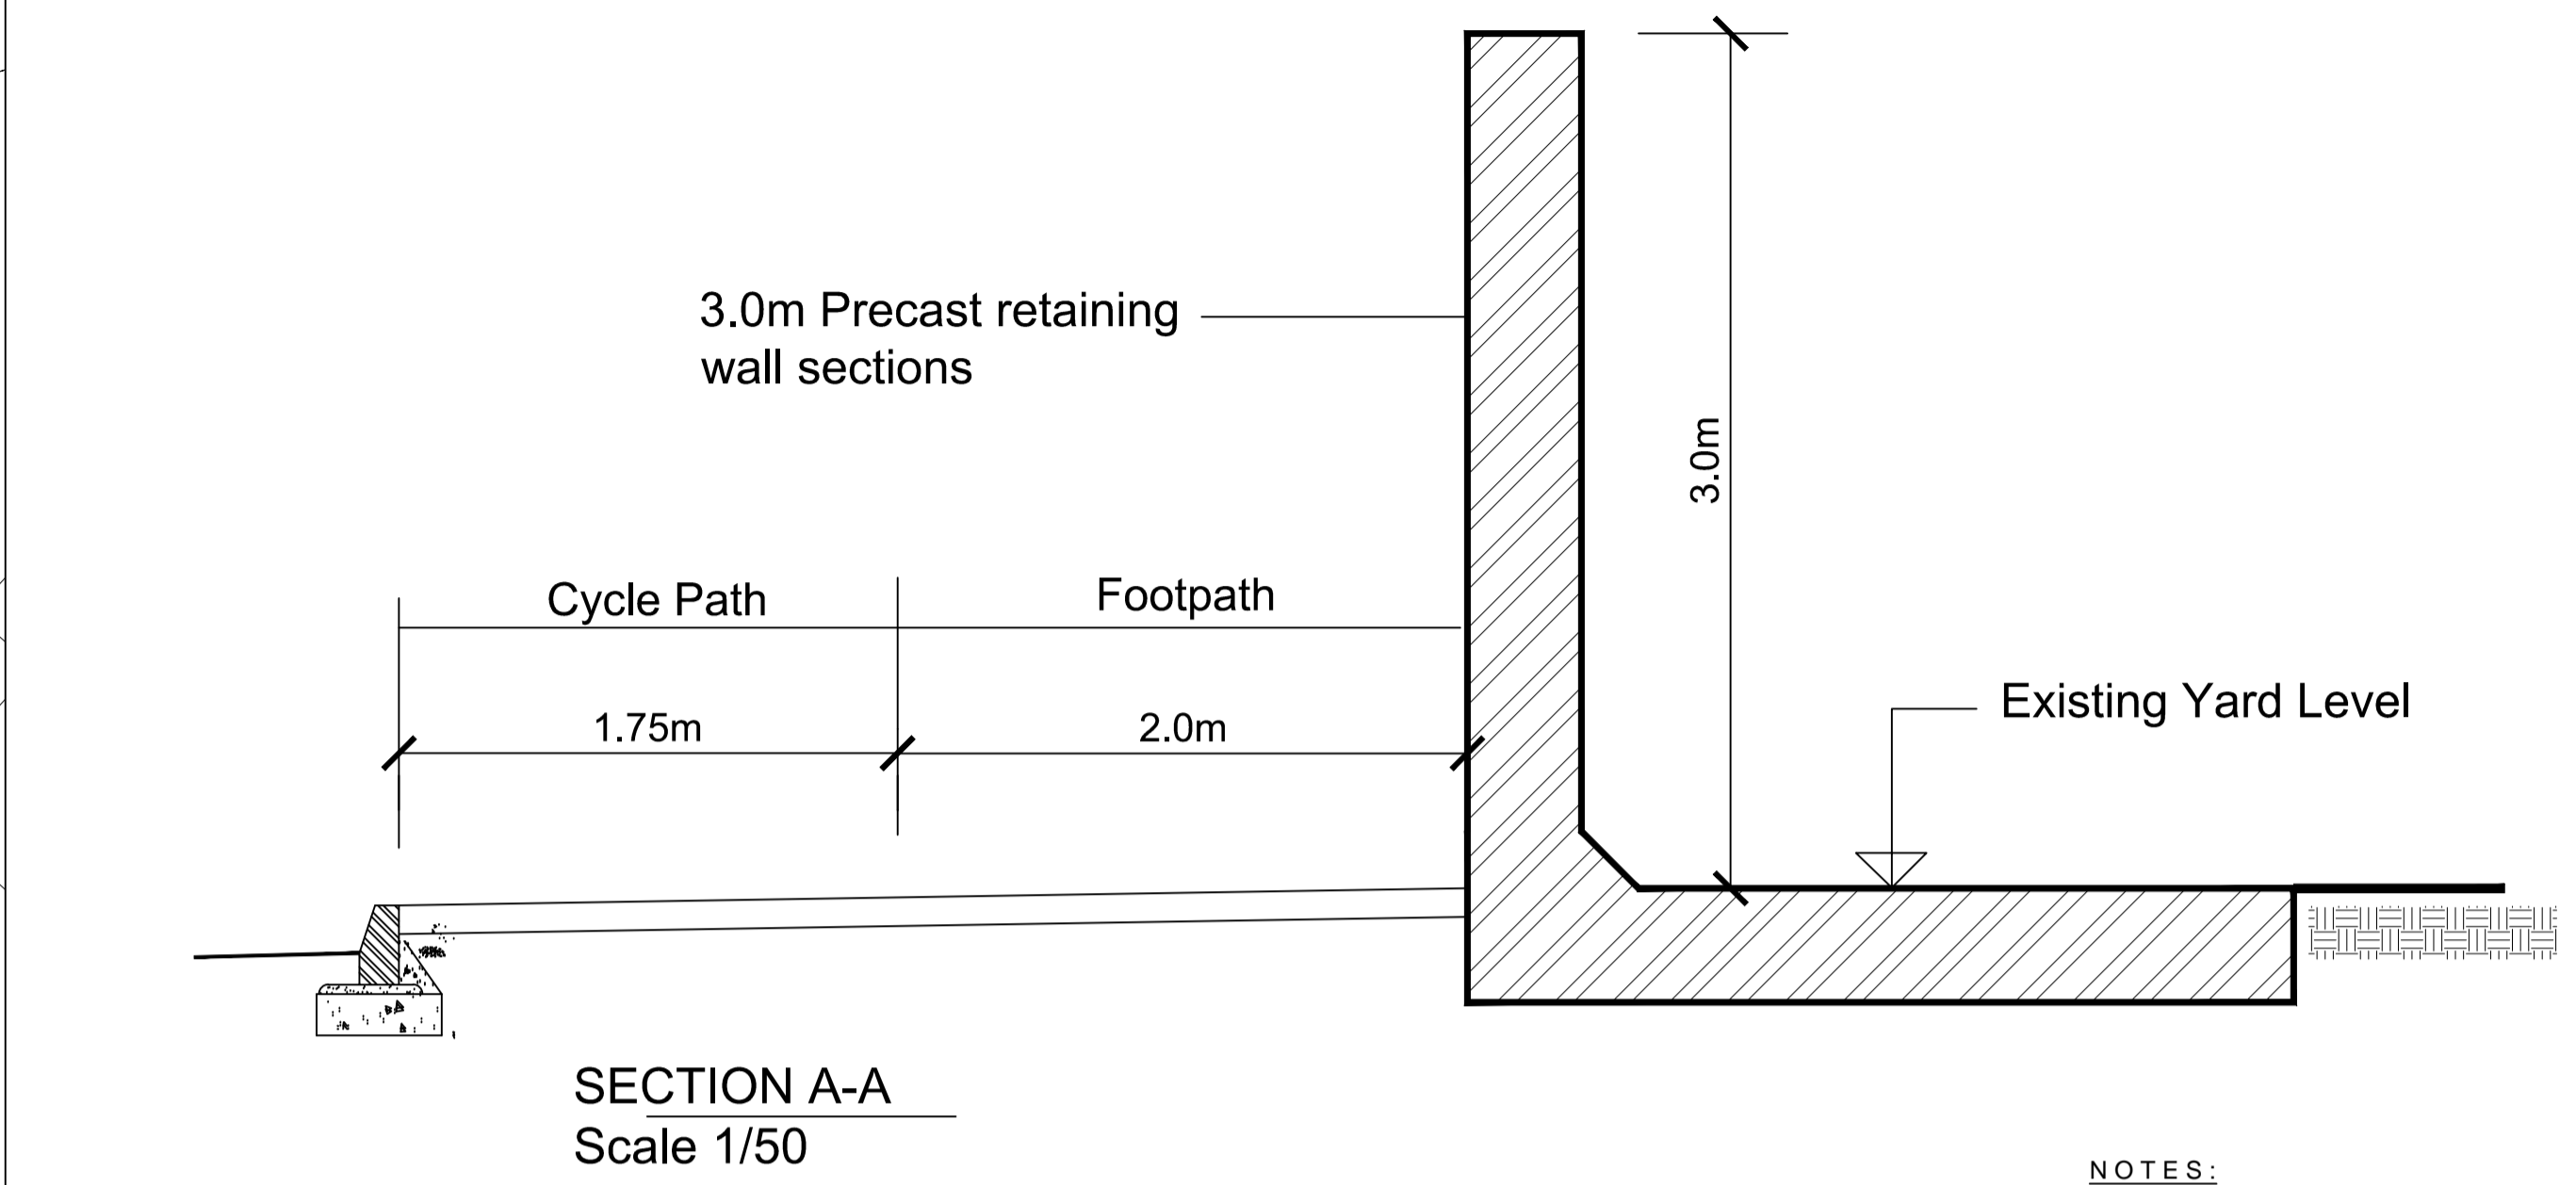 3.0m Precast retaining
wall sections
3.0m
Cycle Path
Footpath
1.75m
2.0m
Existing Yard Level
SECTION A-A
Scale 1/50
NOTES: